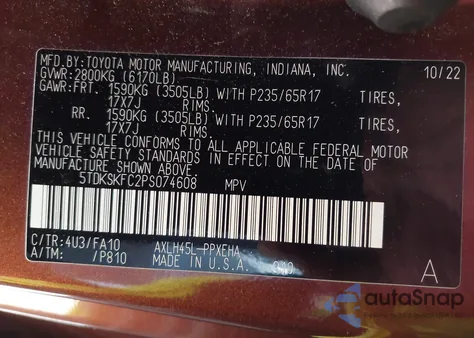 MFD.BY:TOYOTA MOTOR MANUFACTURING, INDIANA, INC. 10/22
GVWR:2800KG (6170LB)
GAWR:FRT. 1590KG (3505LB) WITH P235/65R17 TIRES,
17X7J RIMS.
RR. 1590KG (3505LB) WITH P235/65R17 TIRES,
17X7J RIMS.
THIS VEHICLE CONFORMS TO ALL APPLICABLE FEDERAL MOTOR
VEHICLE SAFETY STANDARDS IN EFFECT ON THE DATE OF
MANUFACTURE SHOWN ABOVE.
5TDKSKFC2PS074608 MPV
C/TR:4U3/FA10 AXLH45L-PPXEHA
A/TM: /P810 MADE IN U.S.A. A
autoSnap